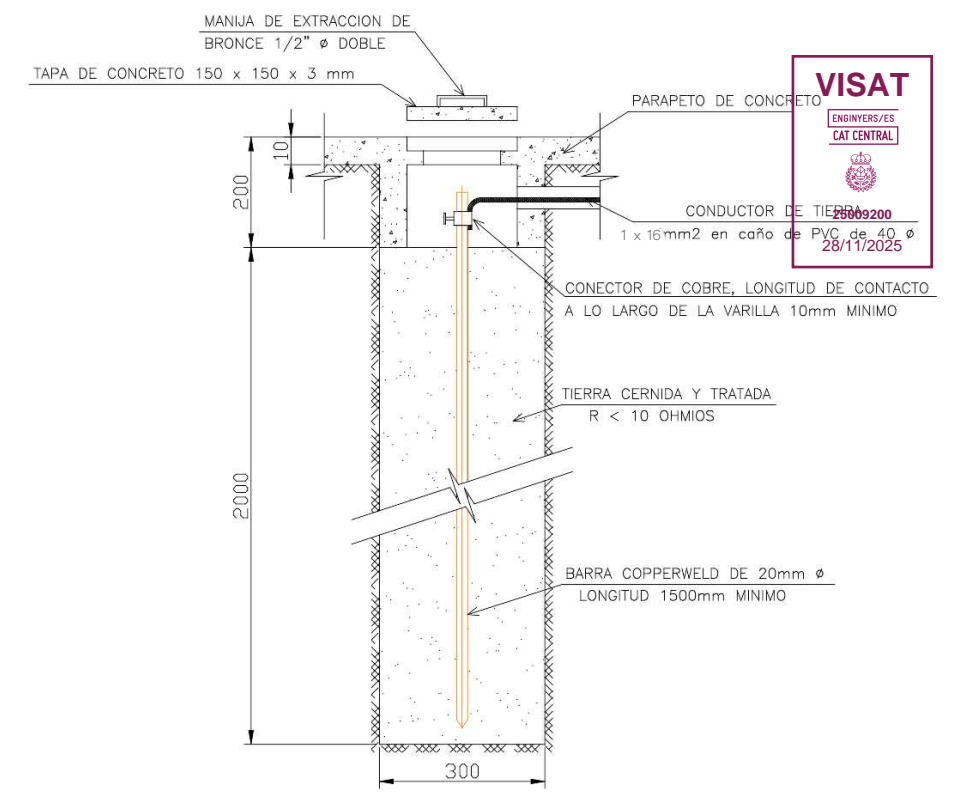 MANIJA DE EXTRACCION DE
BRONCE 1/2" ø DOBLE
TAPA DE CONCRETO 150 x 150 x 3 mm
PARAPETO DE CONCRETO
VISAT
ENGINYERS/ES
CAT CENTRAL
25009200
28/11/2025
10
200
CONDUCTOR DE TIERRA
1 x 16mm2 en caño de PVC de 40 ø
CONECTOR DE COBRE, LONGITUD DE CONTACTO
A LO LARGO DE LA VARILLA 10mm MINIMO
TIERRA CERNIDA Y TRATADA
R < 10 OHMIOS
2000
BARRA COPPERWELD DE 20mm ø
LONGITUD 1500mm MINIMO
300